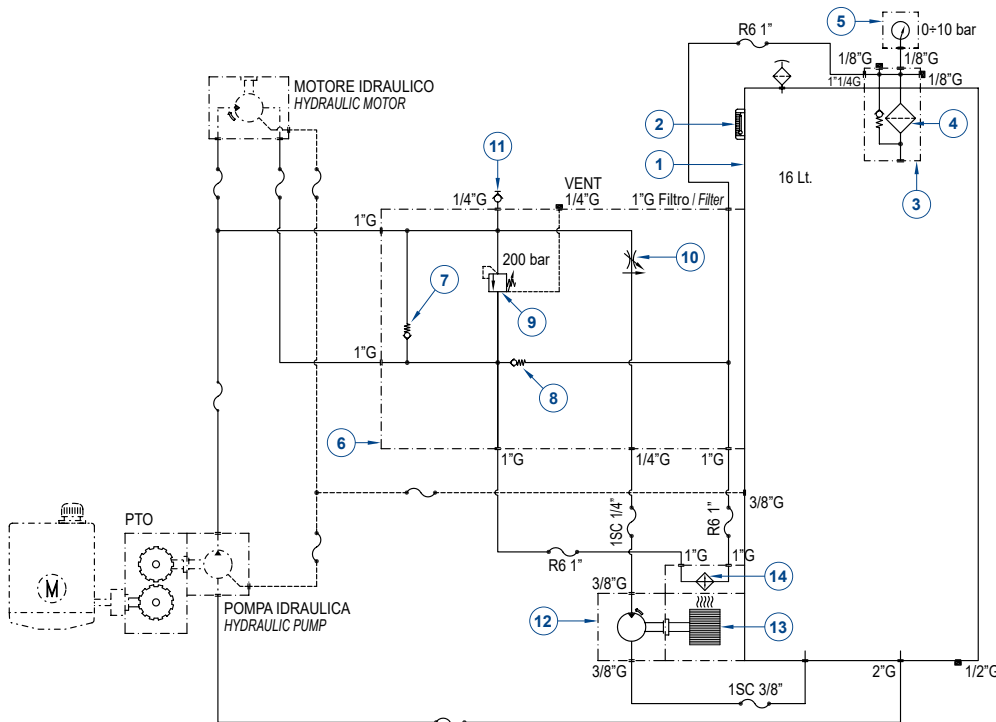 5
0÷10 bar
R6 1"
1/8"G
1/8"G
1"1/4G
1/8"G
MOTORE IDRAULICO
HYDRAULIC MOTOR
2
4
11
1
16 Lt.
3
VENT
1/4"G
1/4"G
1"G Filtro / Filter
1"G
10
200 bar
7
9
1"G
8
6
1"G
1/4"G
1"G
3/8"G
1SC 1/4"
R6 1"
PTO
R6 1"
1"G
1"G
14
M
3/8"G
POMPA IDRAULICA
HYDRAULIC PUMP
12
13
3/8"G
2"G
1/2"G
1SC 3/8"